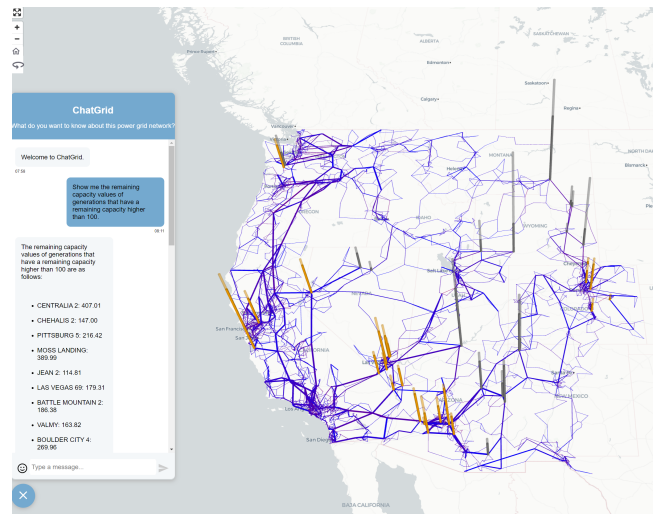 ChatGrid
What do you want to know about this power grid network?
Welcome to ChatGrid.
07:59
Show me the remaining
capacity values of
generations that have a
remaining capacity higher
than 100.
08:11
The remaining capacity
values of generations that
have a remaining capacity
higher than 100 are as
follows:
• CENTRALIA 2: 407.01
• CHEHALIS 2: 147.00
• PITTSBURG 5: 216.42
• MOSS LANDING:
389.99
• JEAN 2: 114.81
• LAS VEGAS 69: 179.31
• BATTLE MOUNTAIN 2:
186.38
• VALMY: 163.82
• BOULDER CITY 4:
269.96
Type a message...
BRITISH
COLUMBIA
ALBERTA
SASKATCHEWAN
Edmonton
Saskatoon
Calgary
Regina
Vancouver
MONTANA
NORTH DA
Bismarck
OREGON
IDAHO
WYOMING
Cheyenne
San Francisco
ARIZONA
NEW MEXICO
San Diego
BAJA CALIFORNIA